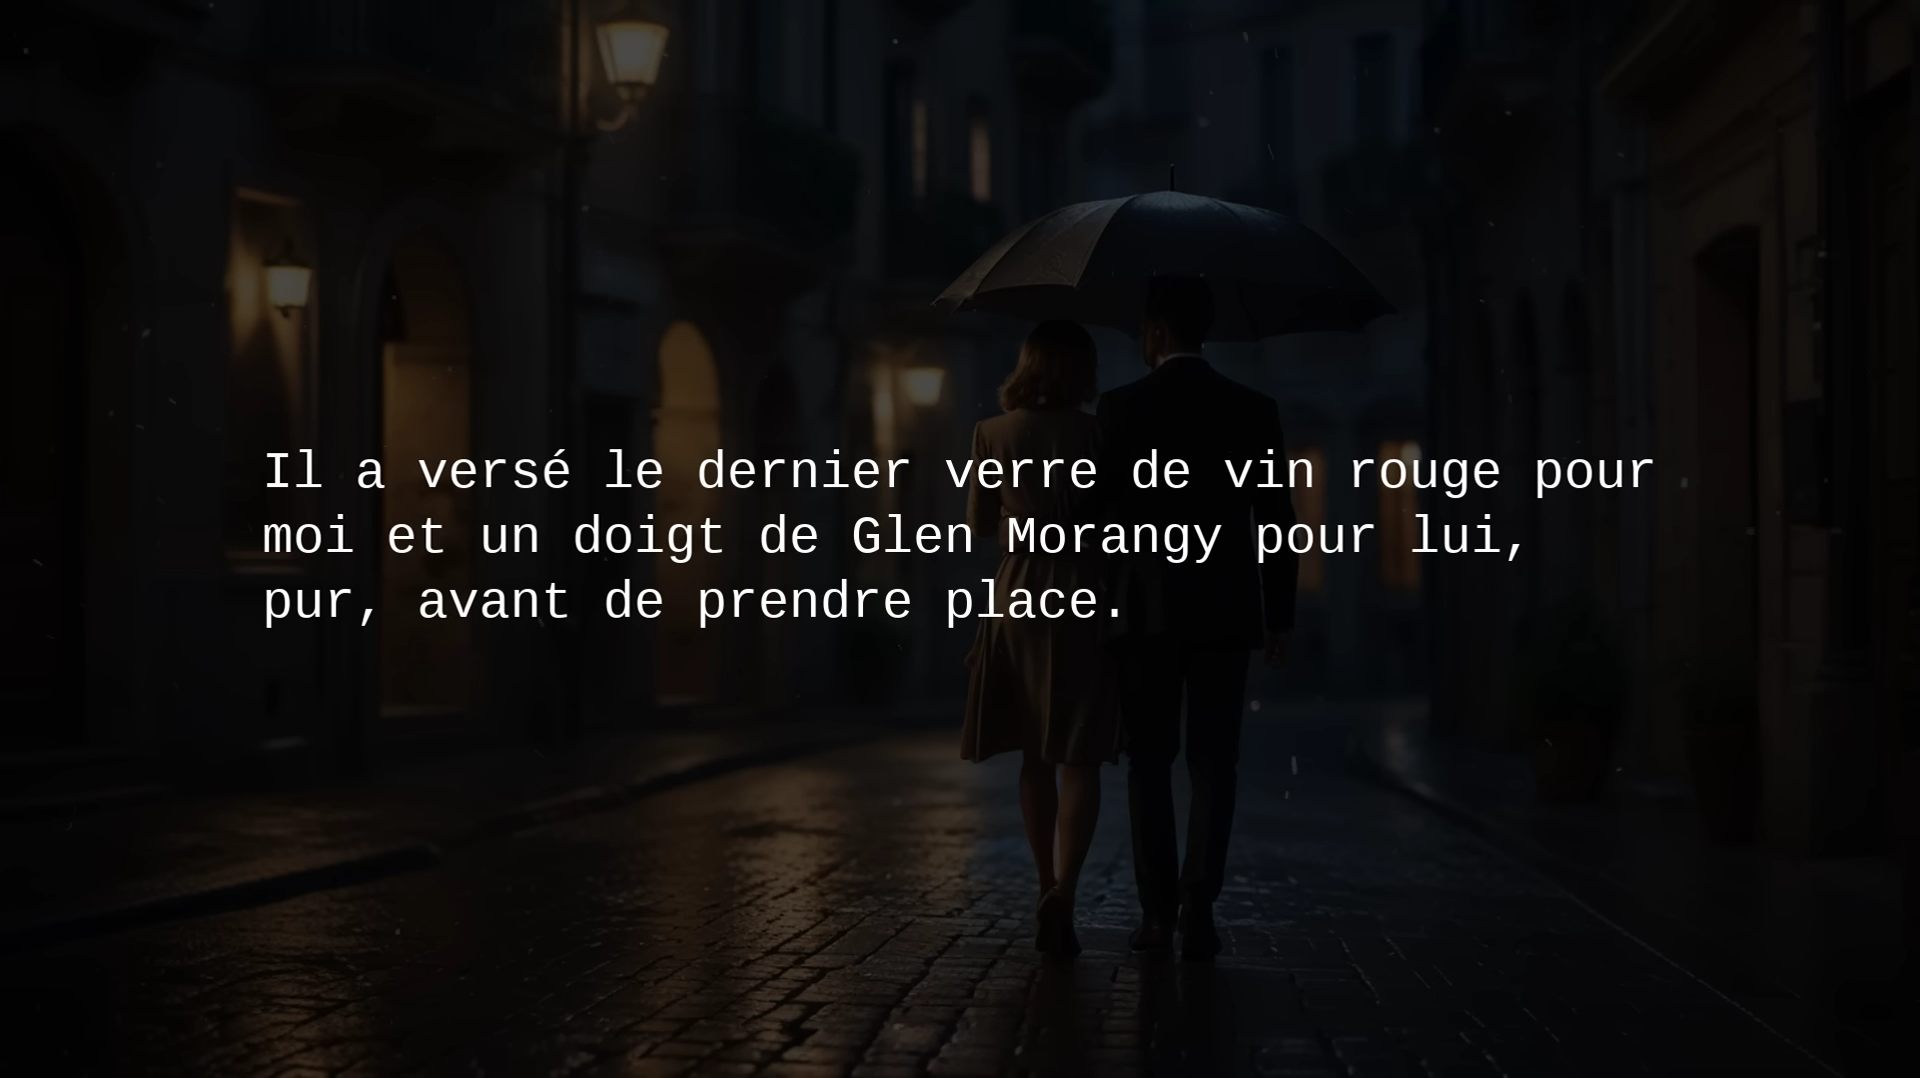 Il a versé le dernier verre de vin rouge pour
moi et un doigt de Glen Morangy pour lui,
pur, avant de prendre place.